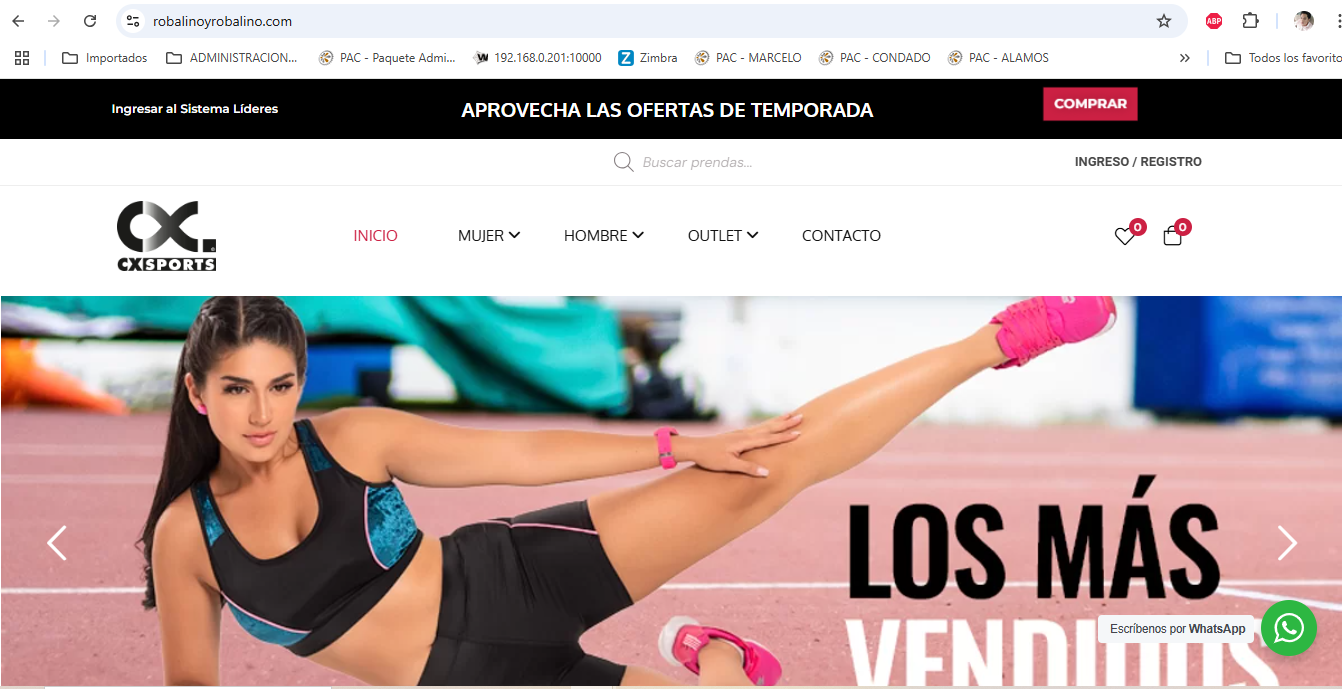 robalinoyrobalino.com
ABP
Importados
ADMINISTRACION...
PAC - Paquete Admi...
192.168.0.201:10000
Zimbra
PAC - MARCELO
PAC - CONDADO
PAC - ALAMOS
Todos los favorito
Ingresar al Sistema Líderes
APROVECHA LAS OFERTAS DE TEMPORADA
COMPRAR
Buscar prendas...
INGRESO / REGISTRO
CX.
CXSPORTS
INICIO
MUJER
HOMBRE
OUTLET
CONTACTO
0
0
LOS MÁS
VENDIDOS
Escríbenos por WhatsApp